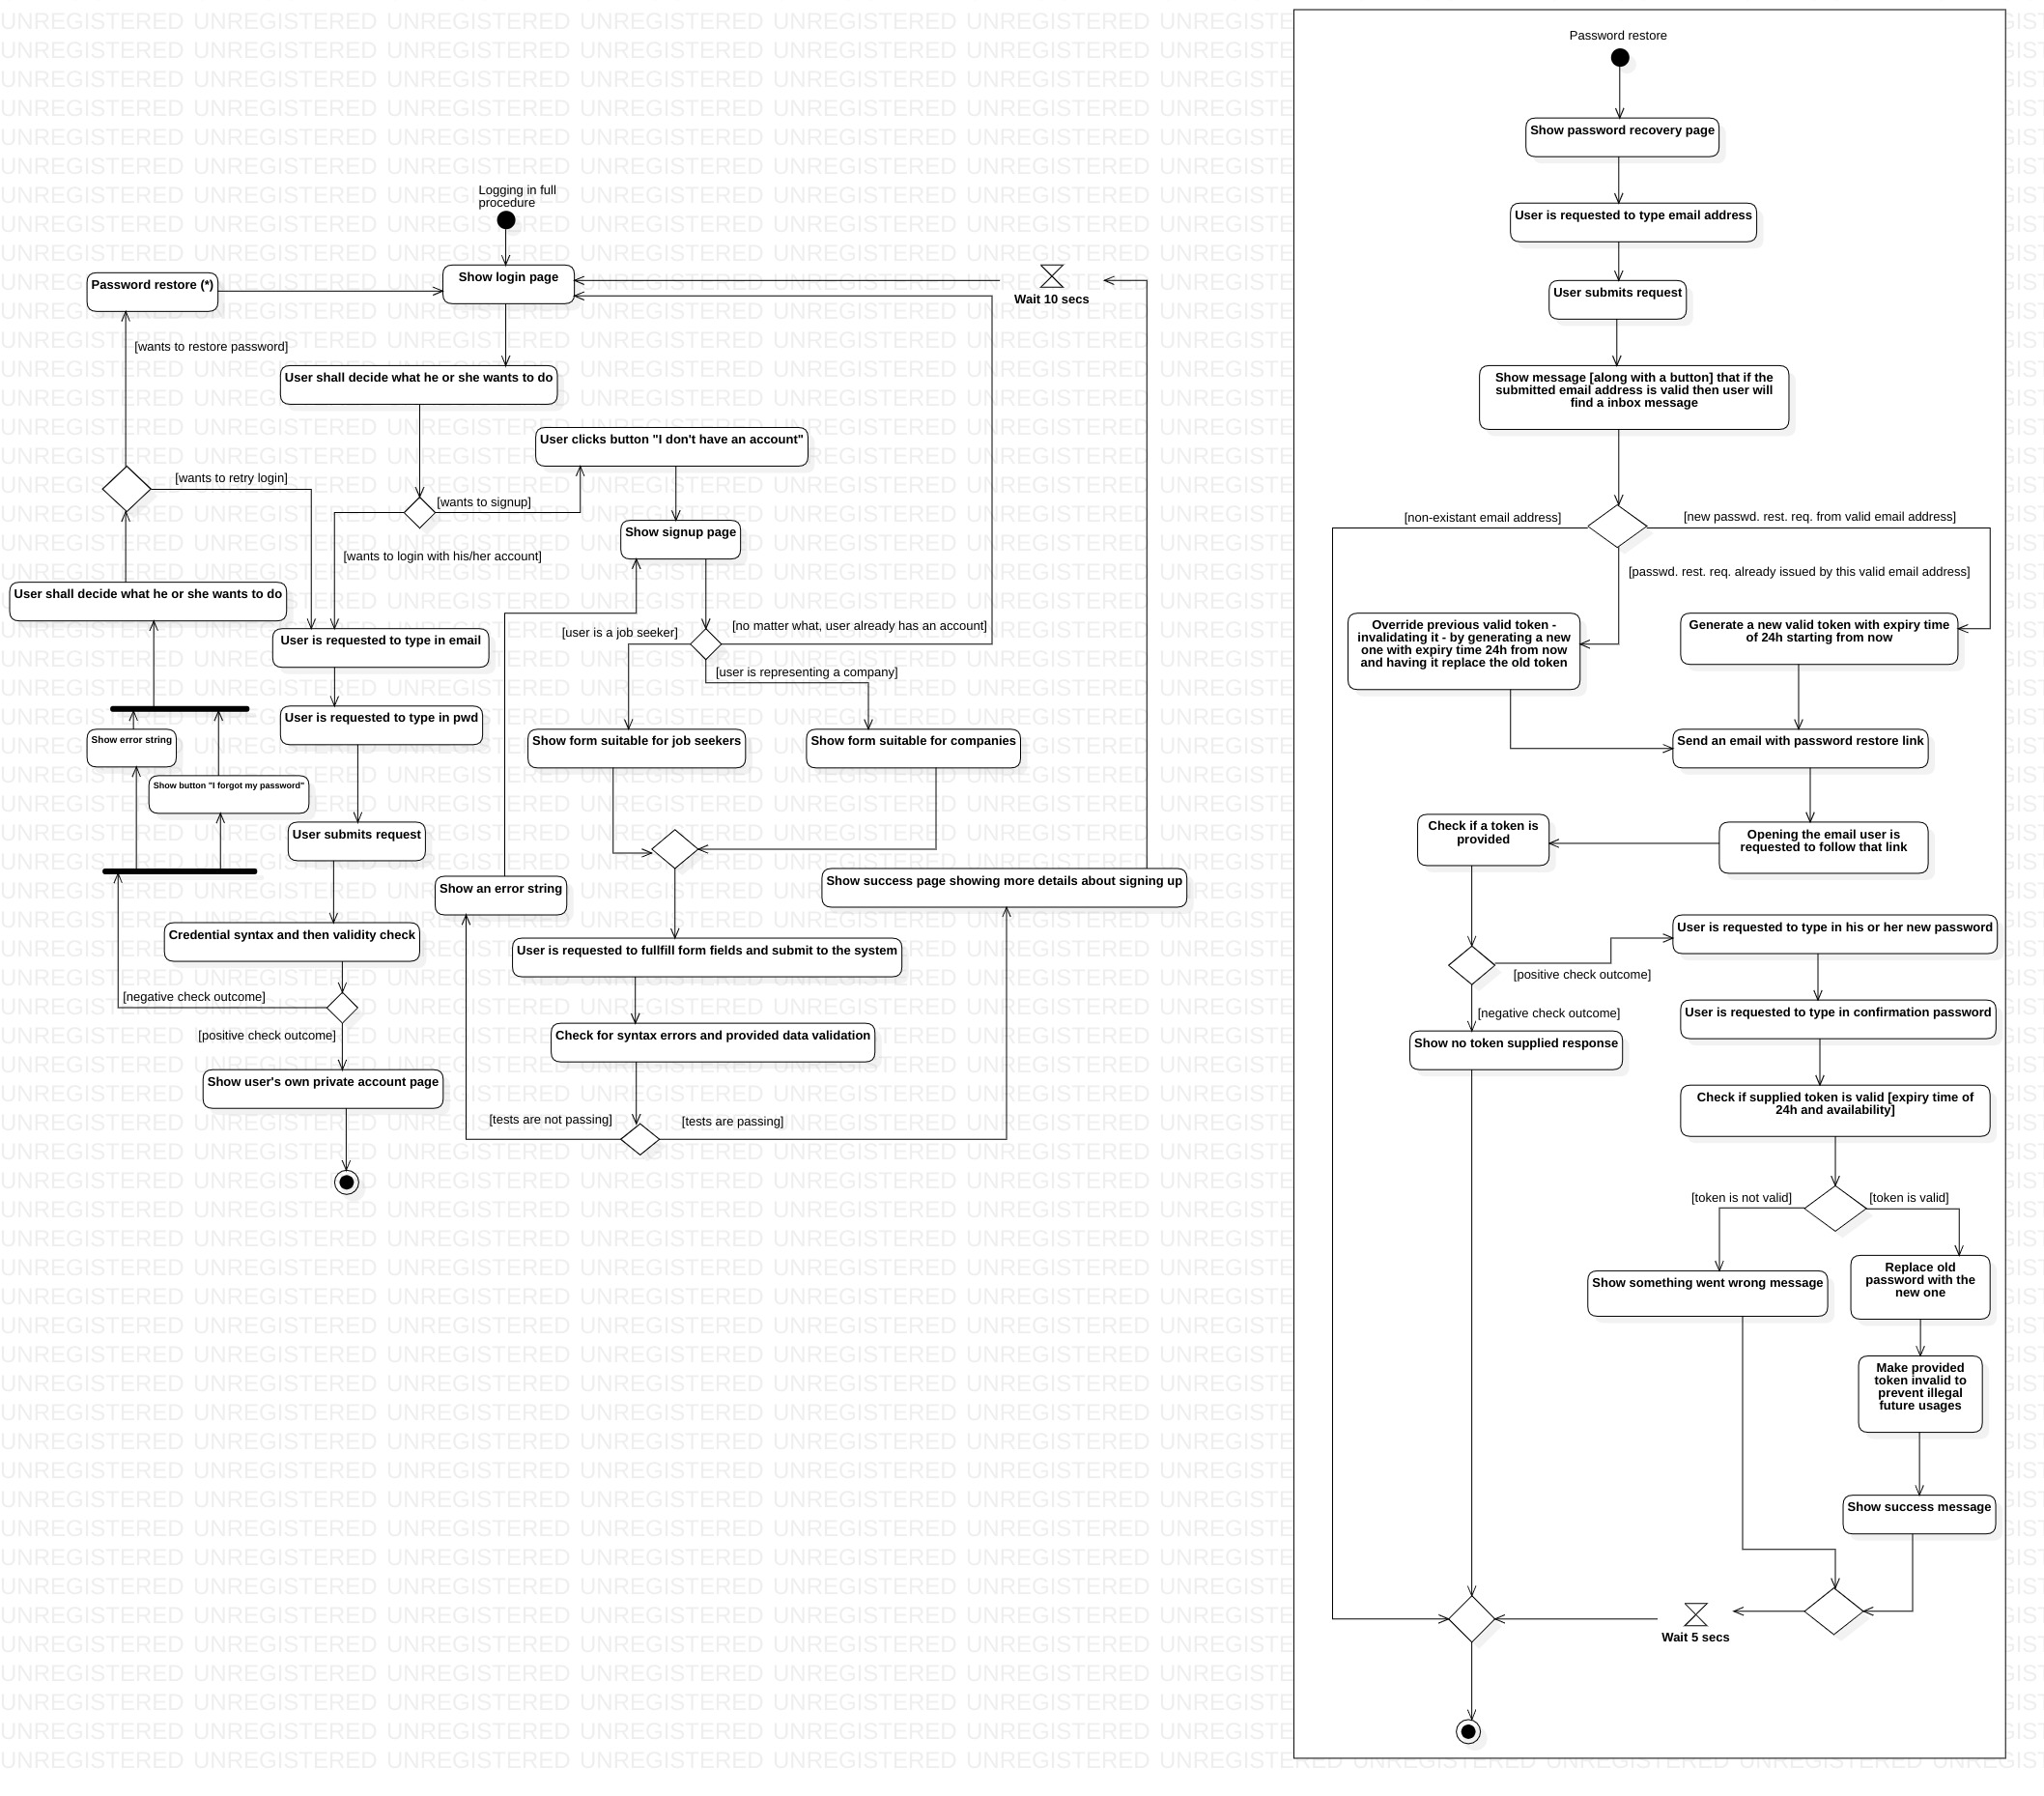 Logging in full
procedure
Show login page
Password restore (*)
Wait 10 secs
[wants to restore password]
User shall decide what he or she wants to do
User clicks button "I don't have an account"
[wants to retry login]
[wants to signup]
Show signup page
[wants to login with his/her account]
User shall decide what he or she wants to do
User is requested to type in email
[user is a job seeker]
[no matter what, user already has an account]
[user is representing a company]
User is requested to type in pwd
Show error string
Show form suitable for job seekers
Show form suitable for companies
Show button "I forgot my password"
User submits request
Show an error string
Show success page showing more details about signing up
Credential syntax and then validity check
User is requested to fullfill form fields and submit to the system
[negative check outcome]
[positive check outcome]
Check for syntax errors and provided data validation
Show user's own private account page
[tests are not passing]
[tests are passing]
Password restore
Show password recovery page
User is requested to type email address
User submits request
Show message [along with a button] that if the
submitted email address is valid then user will
find a inbox message
[non-existant email address]
[new passwd. rest. req. from valid email address]
[passwd. rest. req. already issued by this valid email address]
Override previous valid token -
invalidating it - by generating a new
one with expiry time 24h from now
and having it replace the old token
Generate a new valid token with expiry time
of 24h starting from now
Send an email with password restore link
Check if a token is
provided
Opening the email user is
requested to follow that link
User is requested to type in his or her new password
[positive check outcome]
[negative check outcome]
User is requested to type in confirmation password
Show no token supplied response
Check if supplied token is valid [expiry time of
24h and availability]
[token is not valid]
[token is valid]
Show something went wrong message
Replace old
password with the
new one
Make provided
token invalid to
prevent illegal
future usages
Show success message
Wait 5 secs
UNREGISTERED